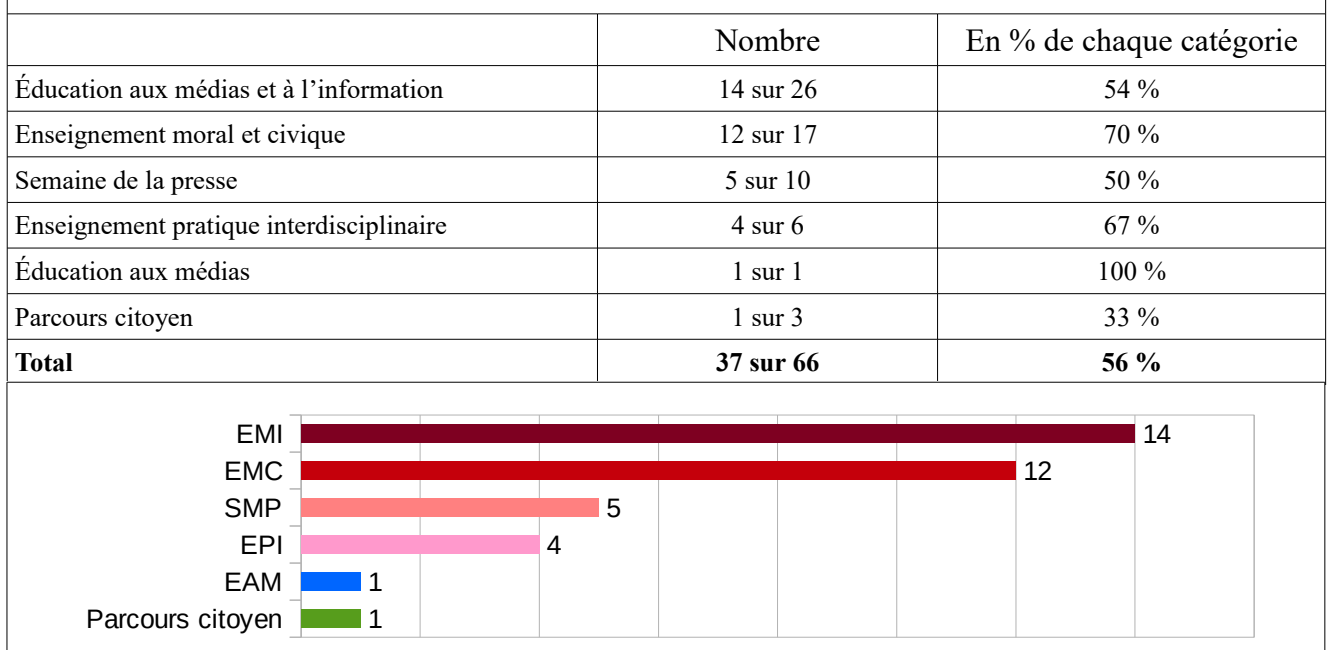 Nombre En % de chaque catégorie
Éducation aux médias et à l’information 14 sur 26 54 %
Enseignement moral et civique 12 sur 17 70 %
Semaine de la presse 5 sur 10 50 %
Enseignement pratique interdisciplinaire 4 sur 6 67 %
Éducation aux médias 1 sur 1 100 %
Parcours citoyen 1 sur 3 33 %
Total 37 sur 66 56 %
EMI 14
EMC 12
SMP 5
EPI 4
EAM 1
Parcours citoyen 1